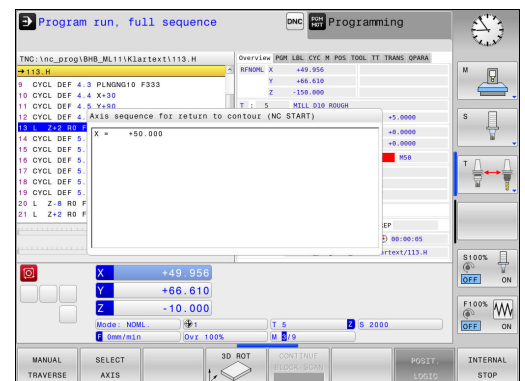 Program run, full sequence
DNC
PGM MGT
Programming
TNC:\nc_prog\BHB_ML11\Klartext\113.H
→113.H
9 CYCL DEF 4.3 PLNGNG10 F333
10 CYCL DEF 4.4 X+30
11 CYCL DEF 4.5 Y+90
12 CYCL DEF 4.
13 L Z+2 R0 F
14 CYCL DEF 5.
15 CYCL DEF 5.
16 CYCL DEF 5.
17 CYCL DEF 5.
18 CYCL DEF 5.
19 CYCL DEF 5.
20 L Z-8 R0 F
21 L Z+2 R0 F
Overview PGM LBL CYC M POS TOOL TT TRANS QPARA
RFNOML X +49.956
Y +66.610
Z -150.000
T : 5 MILL_D10_ROUGH
+5.0000
+0.0000
+0.0000
M50
EP
00:00:05
rtext/113.H
Axis sequence for return to contour (NC START)
X = +50.000
X +49.956
Y +66.610
Z -10.000
Mode: NOML. 1 T 5 Z S 2000
F 0mm/min Ovr 100% M 3/9
M
S
T
S100%
OFF ON
F100%
OFF ON
MANUAL TRAVERSE
SELECT AXIS
3D ROT
CONTINUE BLOCK SCAN
POSIT. LOGIC
INTERNAL STOP